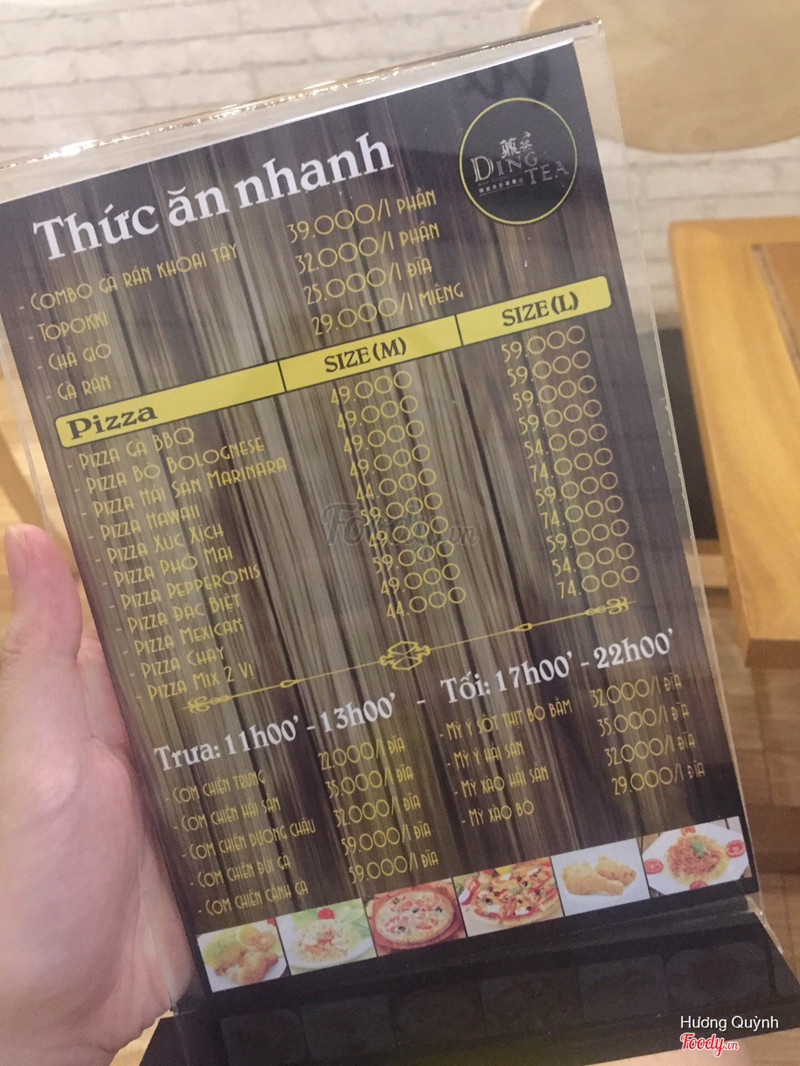 Thức ăn nhanh
DING TEA
- COMBO GÀ RÁN KHOAI TÂY 39.000/1 PHẦN
- TOPOKKI 32.000/1 PHẦN
- CHẢ GIÒ 25.000/1 ĐĨA
- GÀ RÁN 29.000/1 MIẾNG
Pizza SIZE (M) SIZE (L)
- PIZZA GÀ BBQ 49.000 59.000
- PIZZA BÒ BOLOGNESE 49.000 59.000
- PIZZA HẢI SẢN MARINARA 49.000 59.000
- PIZZA HAWAII 49.000 59.000
- PIZZA XÚC XÍCH 44.000 54.000
- PIZZA PHÔ MAI 59.000 74.000
- PIZZA PEPPERONIS 49.000 59.000
- PIZZA ĐẶC BIỆT 59.000 74.000
- PIZZA MEXICAN 49.000 59.000
- PIZZA CHAY 44.000 54.000
- PIZZA MIX 2 VỊ 74.000
Trưa: 11h00' - 13h00' - Tối: 17h00' - 22h00'
- CƠM CHIÊN TRỨNG 22.000/1 ĐĨA
- CƠM CHIÊN HẢI SẢN 35.000/1 ĐĨA
- CƠM CHIÊN DƯƠNG CHÂU 32.000/1 ĐĨA
- CƠM CHIÊN ĐÙI GÀ 59.000/1 ĐĨA
- CƠM CHIÊN CÁNH GÀ 59.000/1 ĐĨA
- MỲ Ý SỐT THỊT BÒ BẰM 32.000/1 ĐĨA
- MỲ Ý HẢI SẢN 35.000/1 ĐĨA
- MỲ XÀO HẢI SẢN 32.000/1 ĐĨA
- MỲ XÀO BÒ 29.000/1 ĐĨA
Foody.vn
Hương Quỳnh
Foody.vn